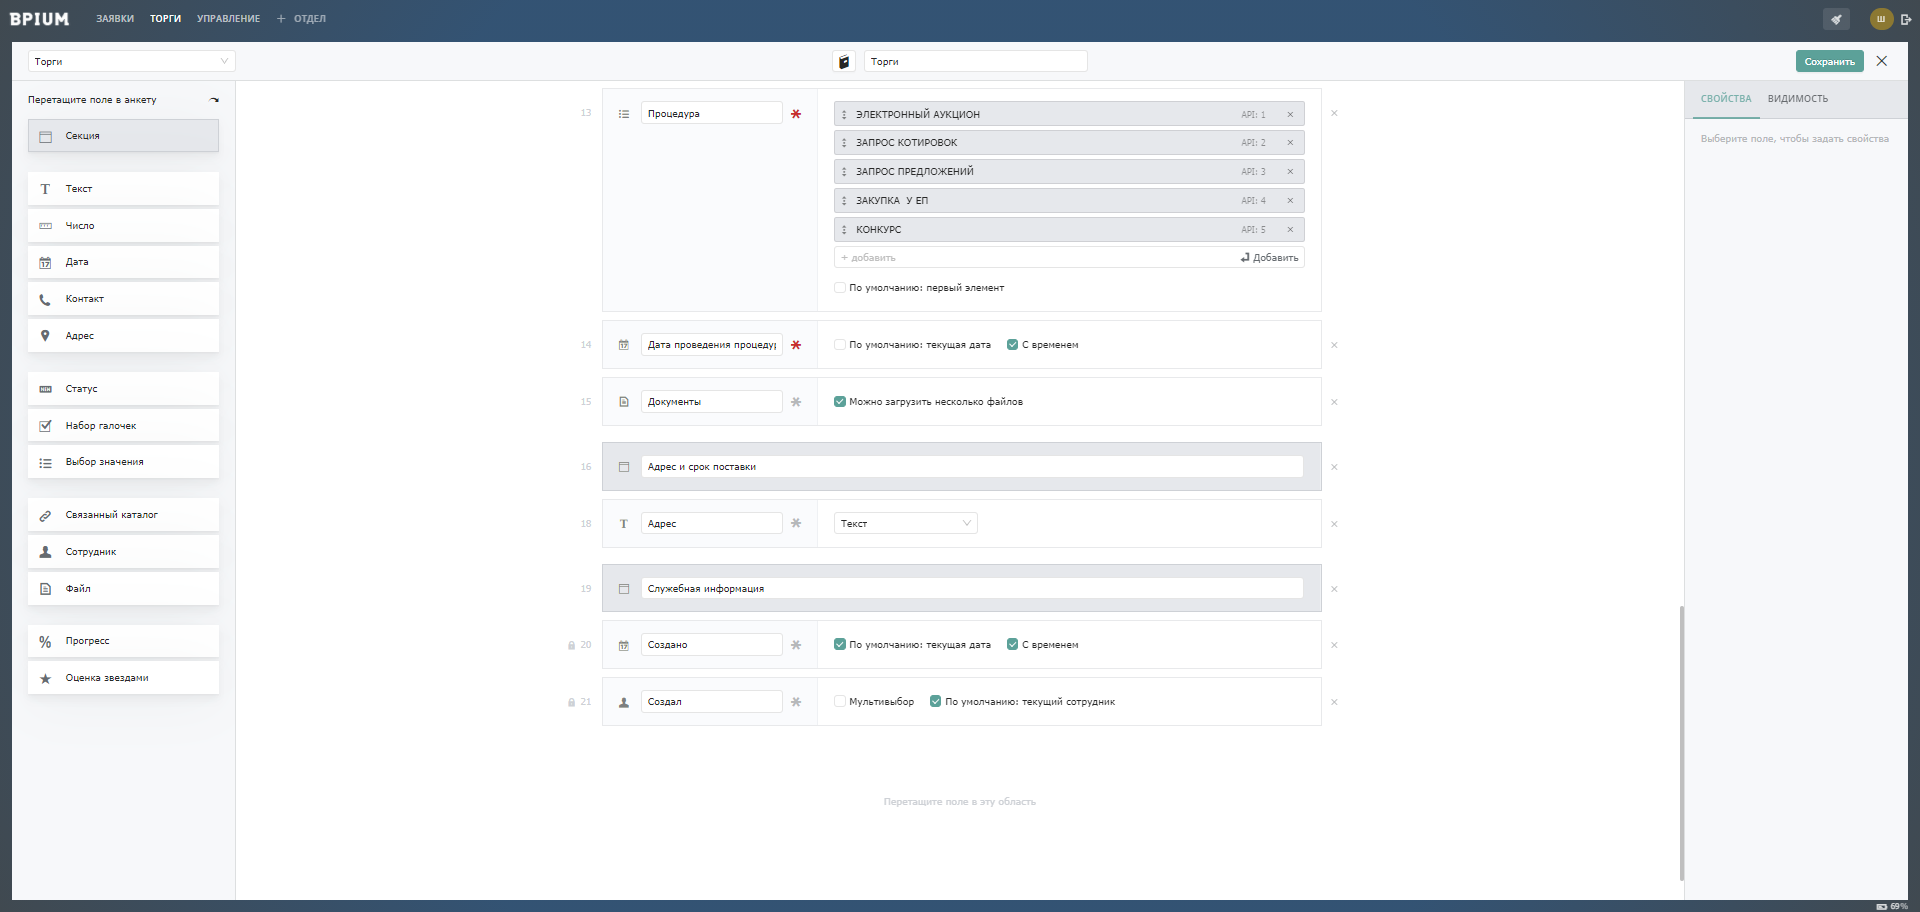 BPIUM ЗАЯВКИ ТОРГИ УПРАВЛЕНИЕ + ОТДЕЛ Ш
Торги Торги Сохранить
Перетащите поле в анкету
Секция
Текст
Число
Дата
Контакт
Адрес
Статус
Набор галочек
Выбор значения
Связанный каталог
Сотрудник
Файл
Прогресс
Оценка звездами
13 Процедура
ЭЛЕКТРОННЫЙ АУКЦИОН API: 1
ЗАПРОС КОТИРОВОК API: 2
ЗАПРОС ПРЕДЛОЖЕНИЙ API: 3
ЗАКУПКА У ЕП API: 4
КОНКУРС API: 5
+ добавить Добавить
По умолчанию: первый элемент
14 Дата проведения процедур По умолчанию: текущая дата С временем
15 Документы Можно загрузить несколько файлов
16 Адрес и срок поставки
18 Адрес Текст
19 Служебная информация
20 Создано По умолчанию: текущая дата С временем
21 Создал Мультивыбор По умолчанию: текущий сотрудник
Перетащите поле в эту область
СВОЙСТВА ВИДИМОСТЬ
Выберите поле, чтобы задать свойства
69%